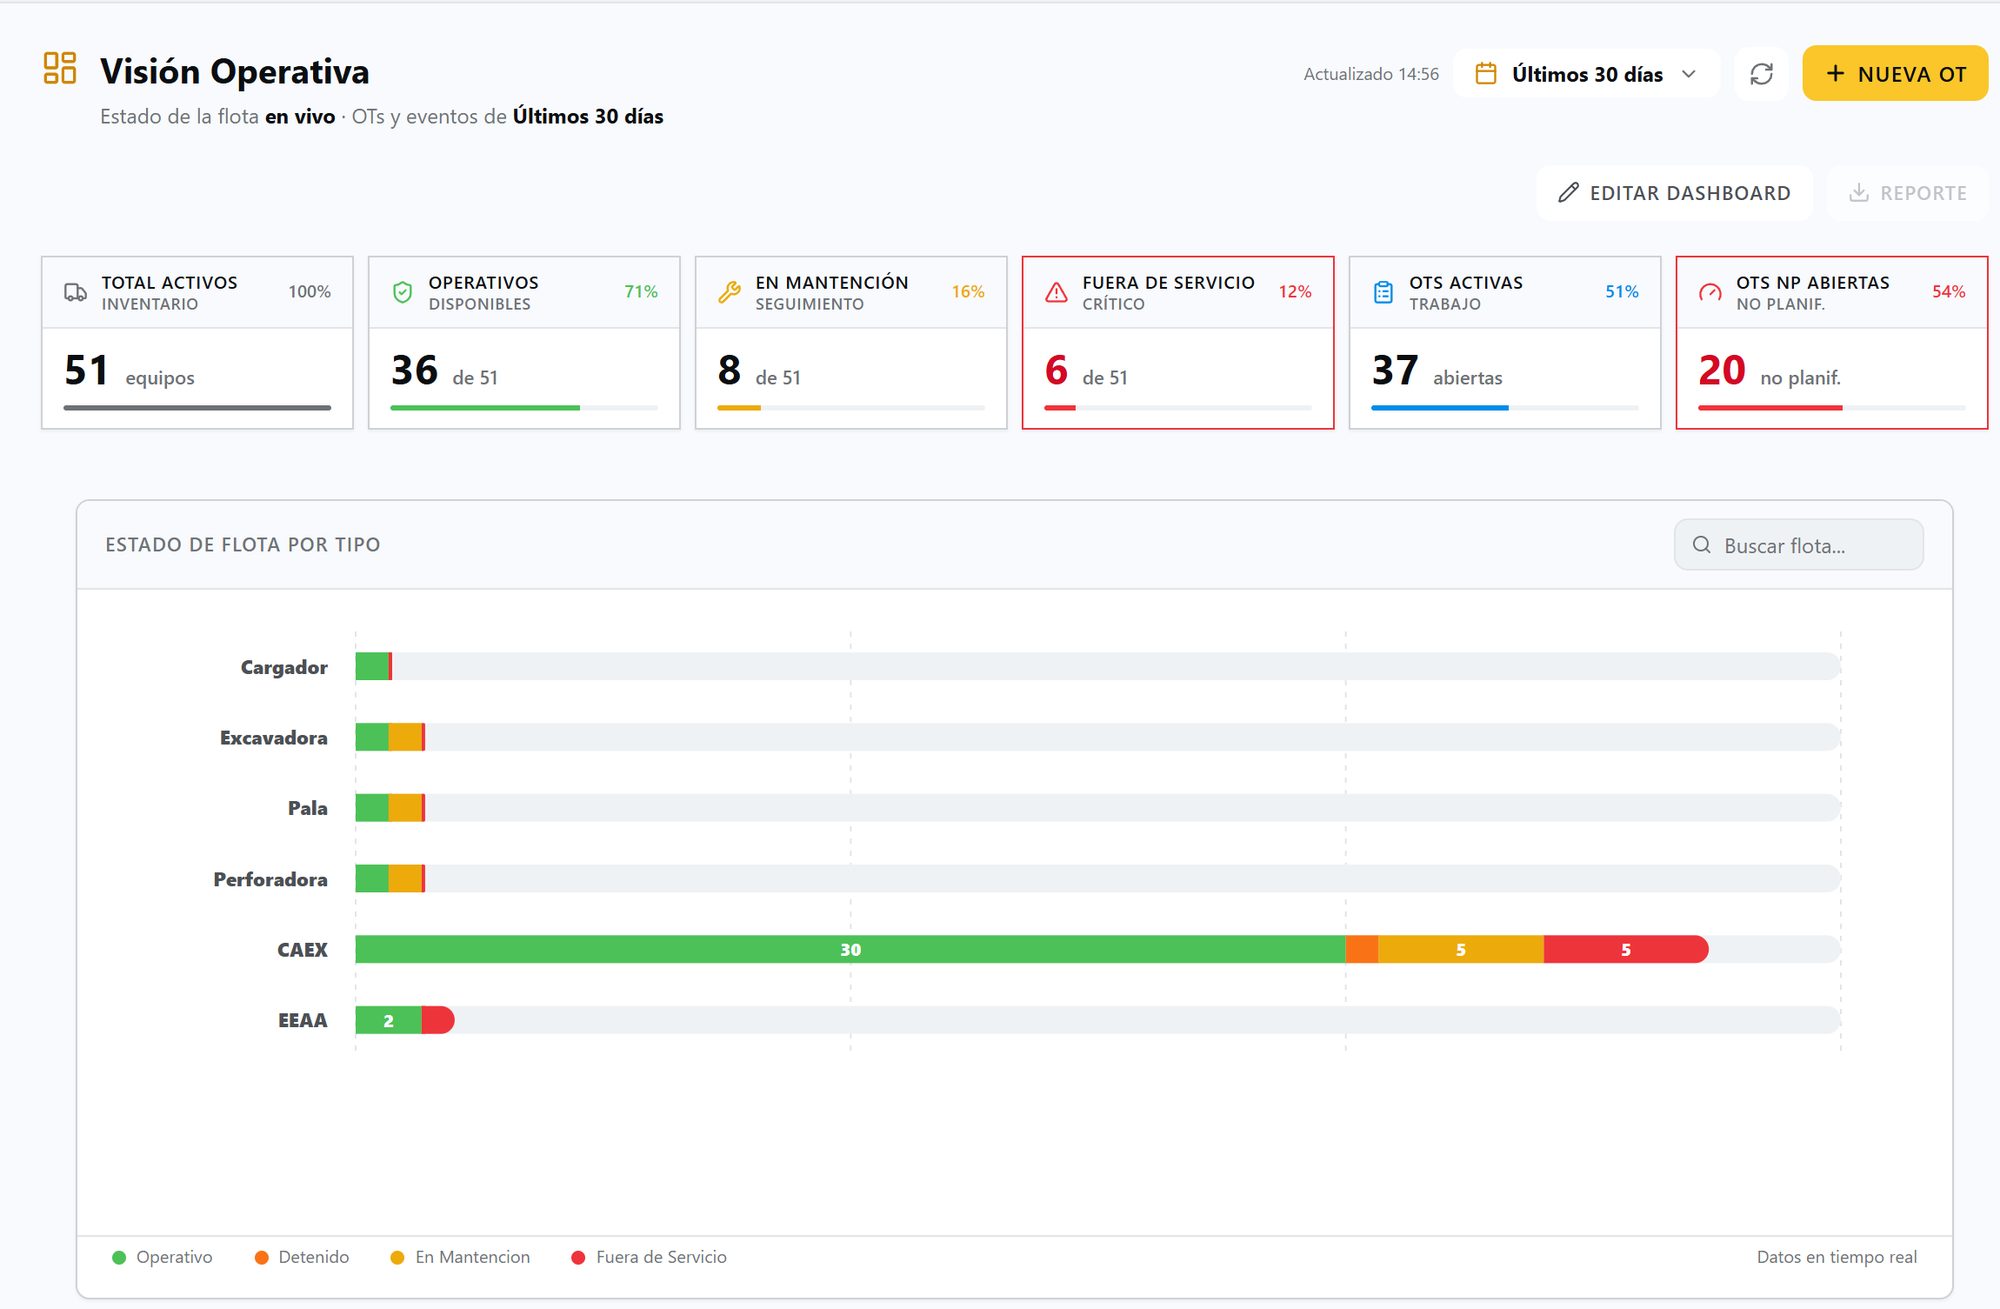 Visión Operativa
Estado de la flota en vivo · OTs y eventos de Últimos 30 días
Actualizado 14:56
Últimos 30 días
NUEVA OT
EDITAR DASHBOARD
REPORTE
TOTAL ACTIVOS
INVENTARIO
100%
51 equipos
OPERATIVOS
DISPONIBLES
71%
36 de 51
EN MANTENCIÓN
SEGUIMIENTO
16%
8 de 51
FUERA DE SERVICIO
CRÍTICO
12%
6 de 51
OTS ACTIVAS
TRABAJO
51%
37 abiertas
OTS NP ABIERTAS
NO PLANIF.
54%
20 no planif.
ESTADO DE FLOTA POR TIPO
Buscar flota...
Cargador
Excavadora
Pala
Perforadora
CAEX 30 5 5
EEAA 2
Operativo Detenido En Mantencion Fuera de Servicio
Datos en tiempo real